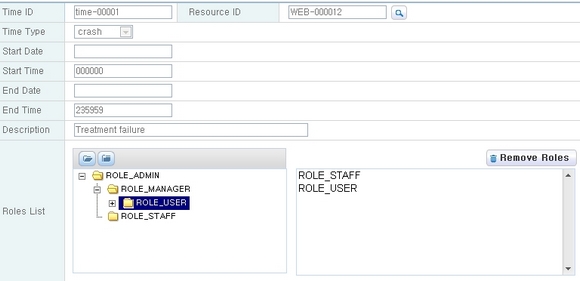 Time ID time-00001 Resource ID WEB-000012
Time Type crash
Start Date
Start Time 000000
End Date
End Time 235959
Description Treatment failure
Remove Roles
Roles List
ROLE_ADMIN
ROLE_MANAGER
ROLE_USER
ROLE_STAFF
ROLE_STAFF
ROLE_USER